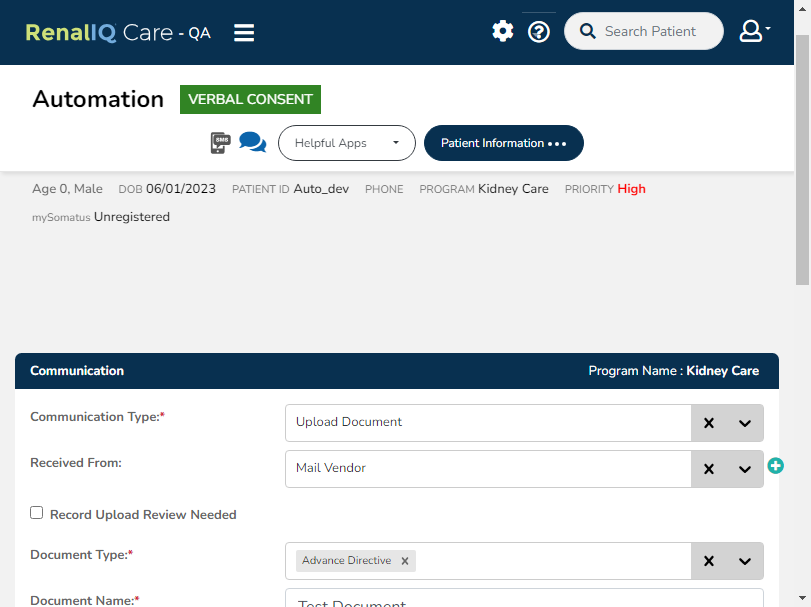 RenalIQ Care - QA
Search Patient
Automation VERBAL CONSENT
SMS
Helpful Apps
Patient Information
Age 0, Male DOB 06/01/2023 PATIENT ID Auto_dev PHONE PROGRAM Kidney Care PRIORITY High
mySomatus Unregistered
Communication Program Name : Kidney Care
Communication Type:* Upload Document
Received From: Mail Vendor
Record Upload Review Needed
Document Type:* Advance Directive x
Document Name:* Test Document